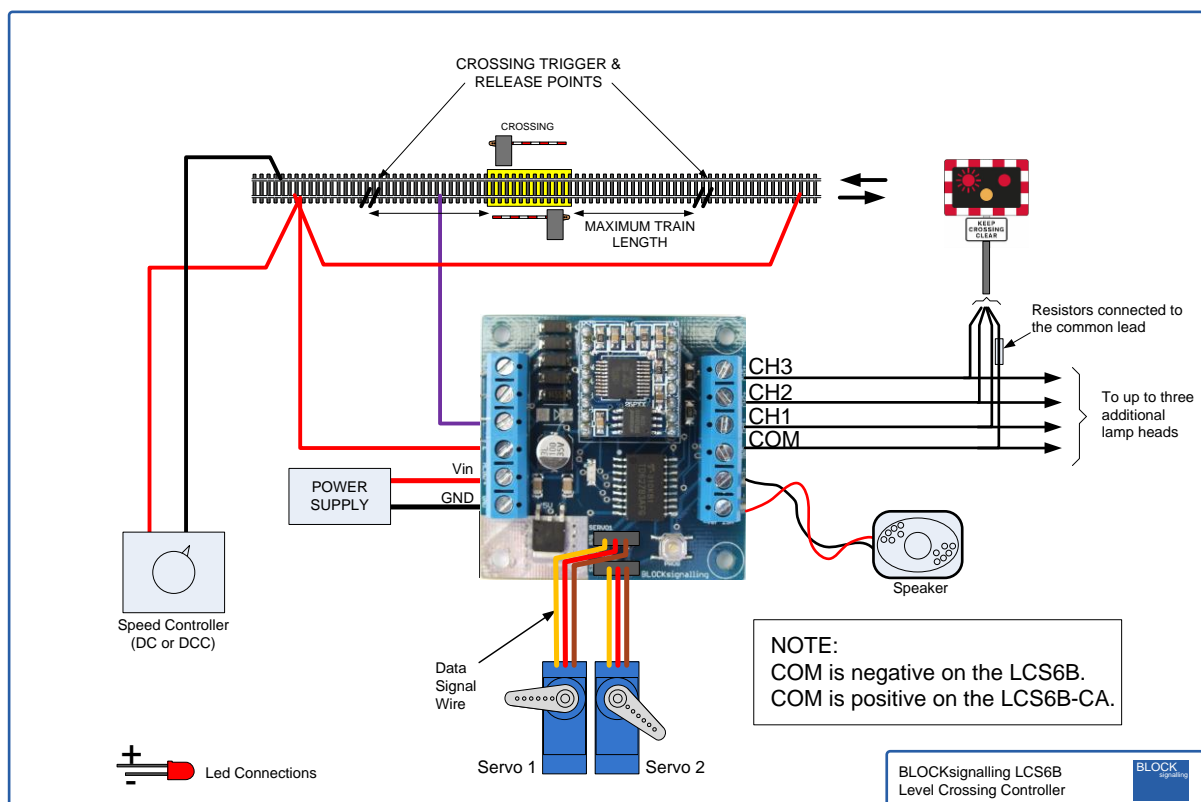 CROSSING TRIGGER &
RELEASE POINTS
CROSSING
MAXIMUM TRAIN
LENGTH
KEEP
CROSSING
CLEAR
Resistors connected to
the common lead
CH3
CH2
CH1
COM
To up to three
additional
lamp heads
Vin
GND
POWER
SUPPLY
SERVO1
BLOCKsignalling
Speed Controller
(DC or DCC)
Speaker
Data
Signal
Wire
NOTE:
COM is negative on the LCS6B.
COM is positive on the LCS6B-CA.
Servo 1
Servo 2
+
-
Led Connections
BLOCKsignalling LCS6B
Level Crossing Controller
BLOCK
signalling